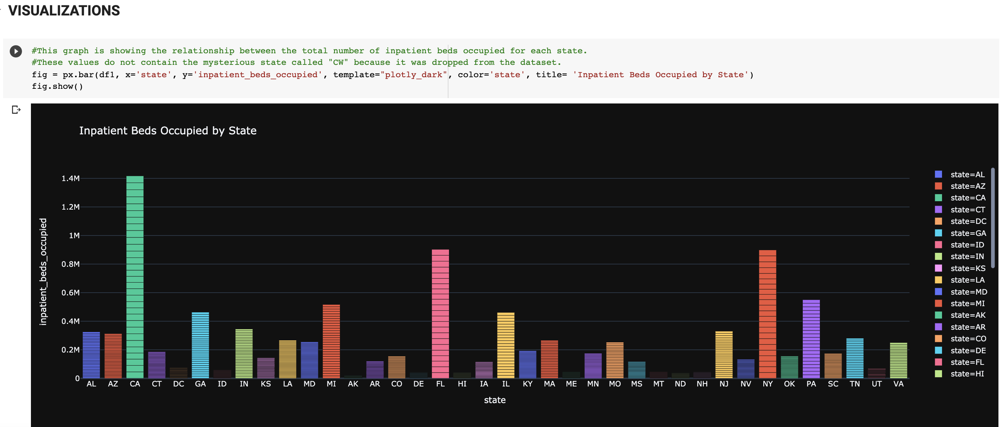 VISUALIZATIONS
#This graph is showing the relationship between the total number of inpatient beds occupied for each state.
#These values do not contain the mysterious state called "CW" because it was dropped from the dataset.
fig = px.bar(df1, x='state', y='inpatient_beds_occupied', template="plotly_dark", color='state', title= 'Inpatient Beds Occupied by State')
fig.show()
Inpatient Beds Occupied by State
1.4M
1.2M
1M
0.8M
0.6M
0.4M
0.2M
0
inpatient_beds_occupied
AL AZ CA CT DC GA ID IN KS LA MD MI AK AR CO DE FL HI IA IL KY MA ME MN MO MS MT ND NH NJ NV NY OK PA SC TN UT VA
state
state=AL
state=AZ
state=CA
state=CT
state=DC
state=GA
state=ID
state=IN
state=KS
state=LA
state=MD
state=MI
state=AK
state=AR
state=CO
state=DE
state=FL
state=HI